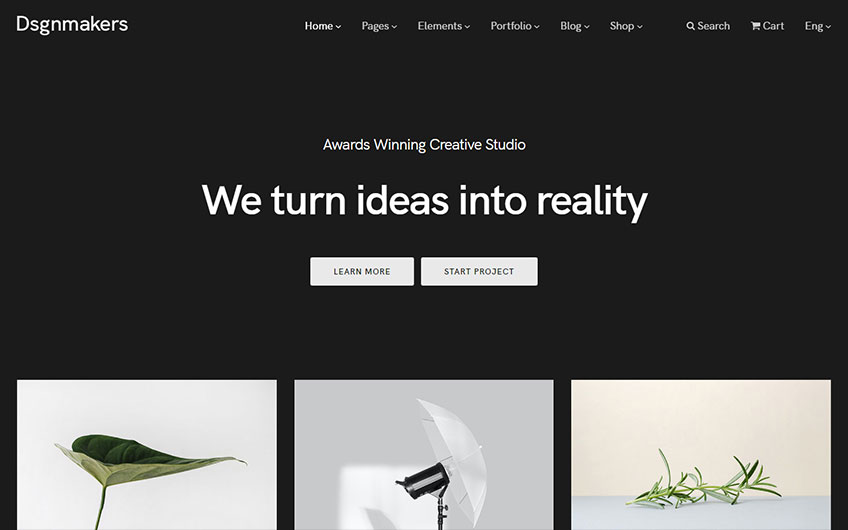 Dsgnmakers
Home Pages Elements Portfolio Blog Shop Search Cart Eng
Awards Winning Creative Studio
We turn ideas into reality
LEARN MORE START PROJECT